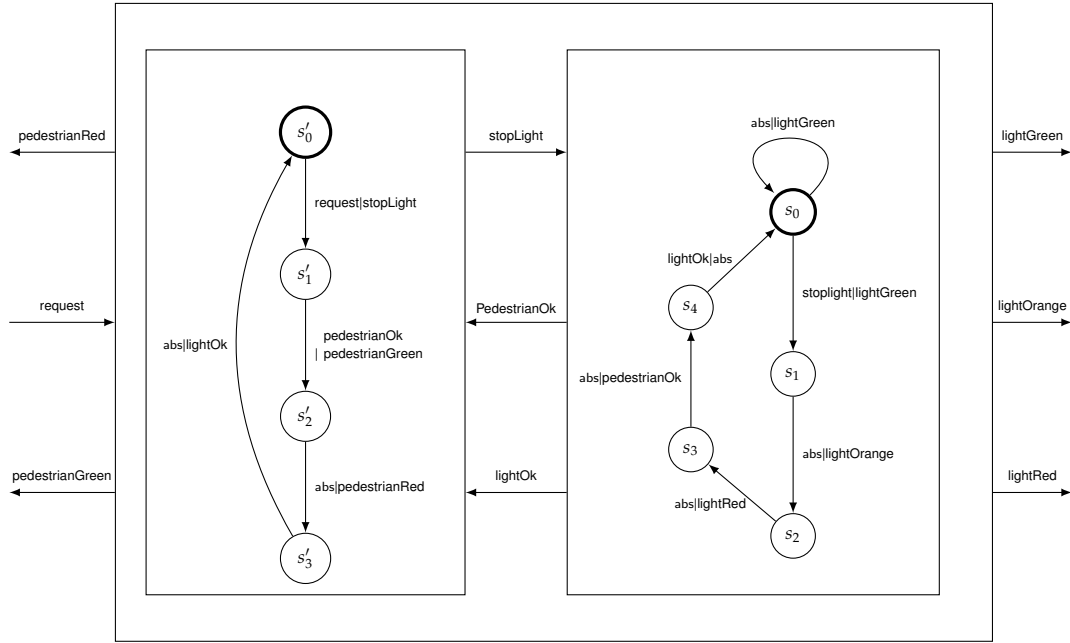 pedestrianRed
request
pedestrianGreen
s′0
request|stopLight
s′1
abs|lightOk
pedestrianOk
| pedestrianGreen
s′2
abs|pedestrianRed
s′3
stopLight
PedestrianOk
lightOk
abs|lightGreen
s0
lightOk|abs
stoplight|lightGreen
s4
s1
abs|pedestrianOk
s3
abs|lightOrange
abs|lightRed
s2
lightGreen
lightOrange
lightRed